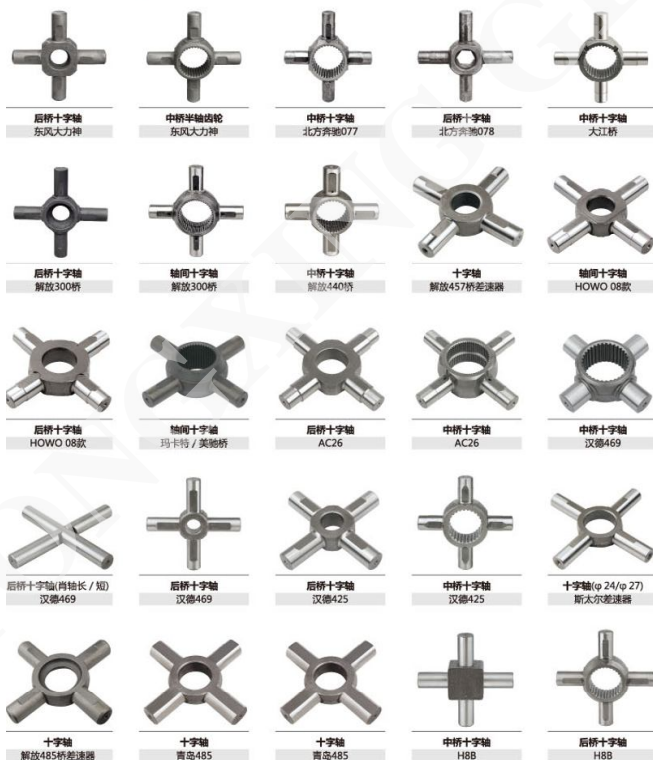 后桥十字轴
东风大力神
中桥半轴齿轮
东风大力神
中桥十字轴
北方奔驰077
后桥十字轴
北方奔驰078
中桥十字轴
大江桥
后桥十字轴
解放300桥
轴间十字轴
解放300桥
中桥十字轴
解放440桥
十字轴
解放457桥差速器
轴间十字轴
HOWO 08款
后桥十字轴
HOWO 08款
轴间十字轴
玛卡特 / 美驰桥
后桥十字轴
AC26
中桥十字轴
AC26
中桥十字轴
汉德469
后桥十字轴(肖轴长 / 短)
汉德469
后桥十字轴
汉德469
后桥十字轴
汉德425
中桥十字轴
汉德425
十字轴(φ 24/φ 27)
斯太尔差速器
十字轴
解放485桥差速器
十字轴
青岛485
十字轴
青岛485
中桥十字轴
H8B
后桥十字轴
H8B